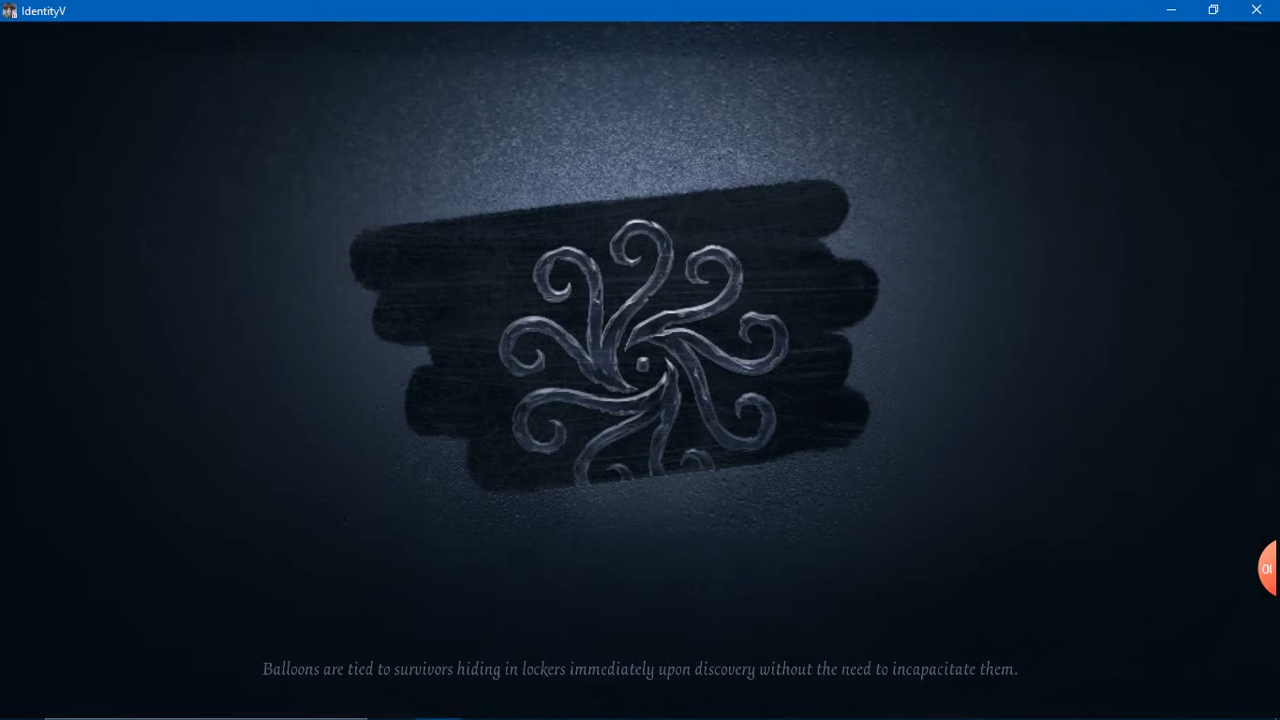 IdentityV
Balloons are tied to survivors hiding in lockers immediately upon discovery without the need to incapacitate them.